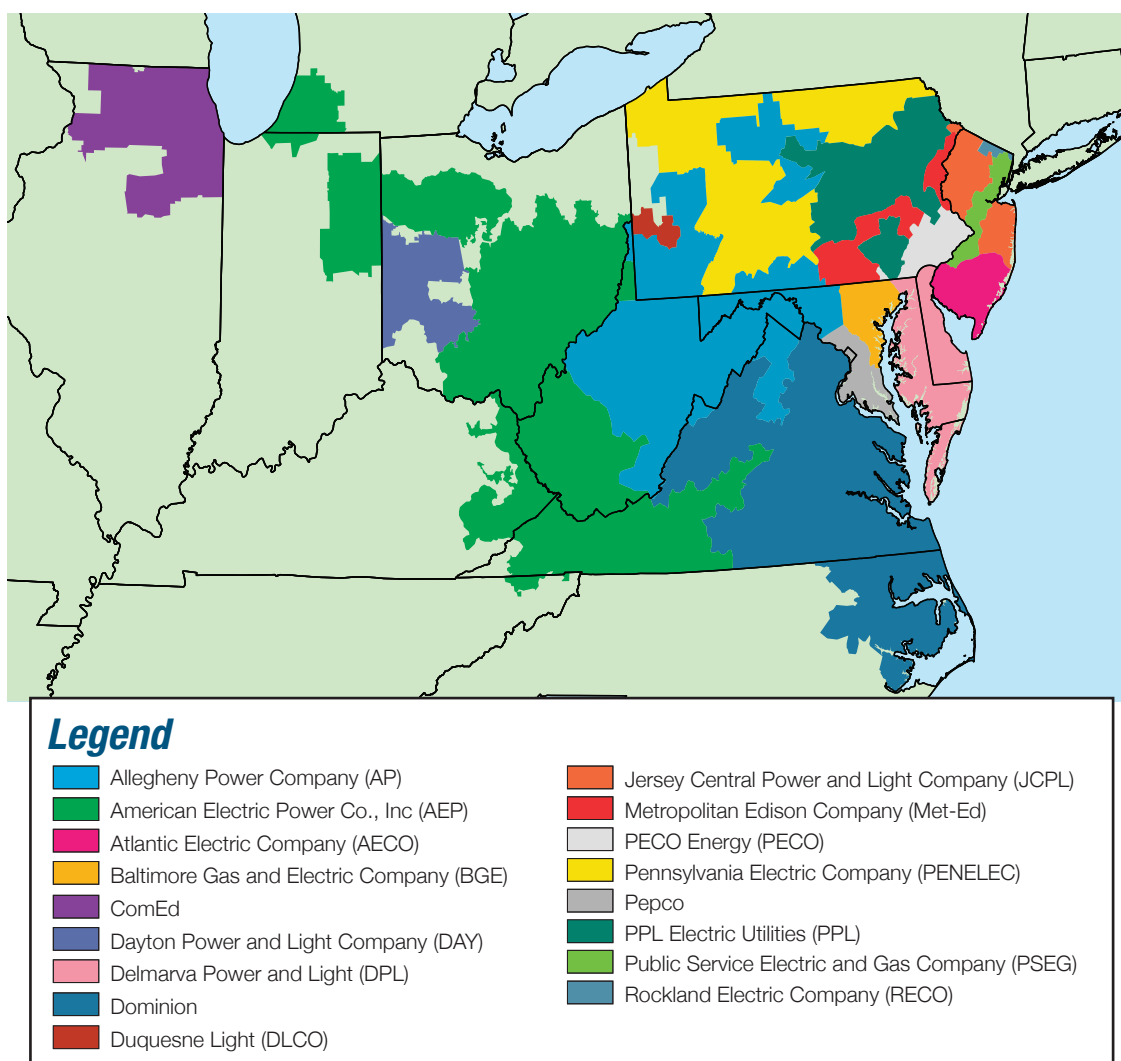 Legend
Allegheny Power Company (AP)
American Electric Power Co., Inc (AEP)
Atlantic Electric Company (AECO)
Baltimore Gas and Electric Company (BGE)
ComEd
Dayton Power and Light Company (DAY)
Delmarva Power and Light (DPL)
Dominion
Duquesne Light (DLCO)
Jersey Central Power and Light Company (JCPL)
Metropolitan Edison Company (Met-Ed)
PECO Energy (PECO)
Pennsylvania Electric Company (PENELEC)
Pepco
PPL Electric Utilities (PPL)
Public Service Electric and Gas Company (PSEG)
Rockland Electric Company (RECO)